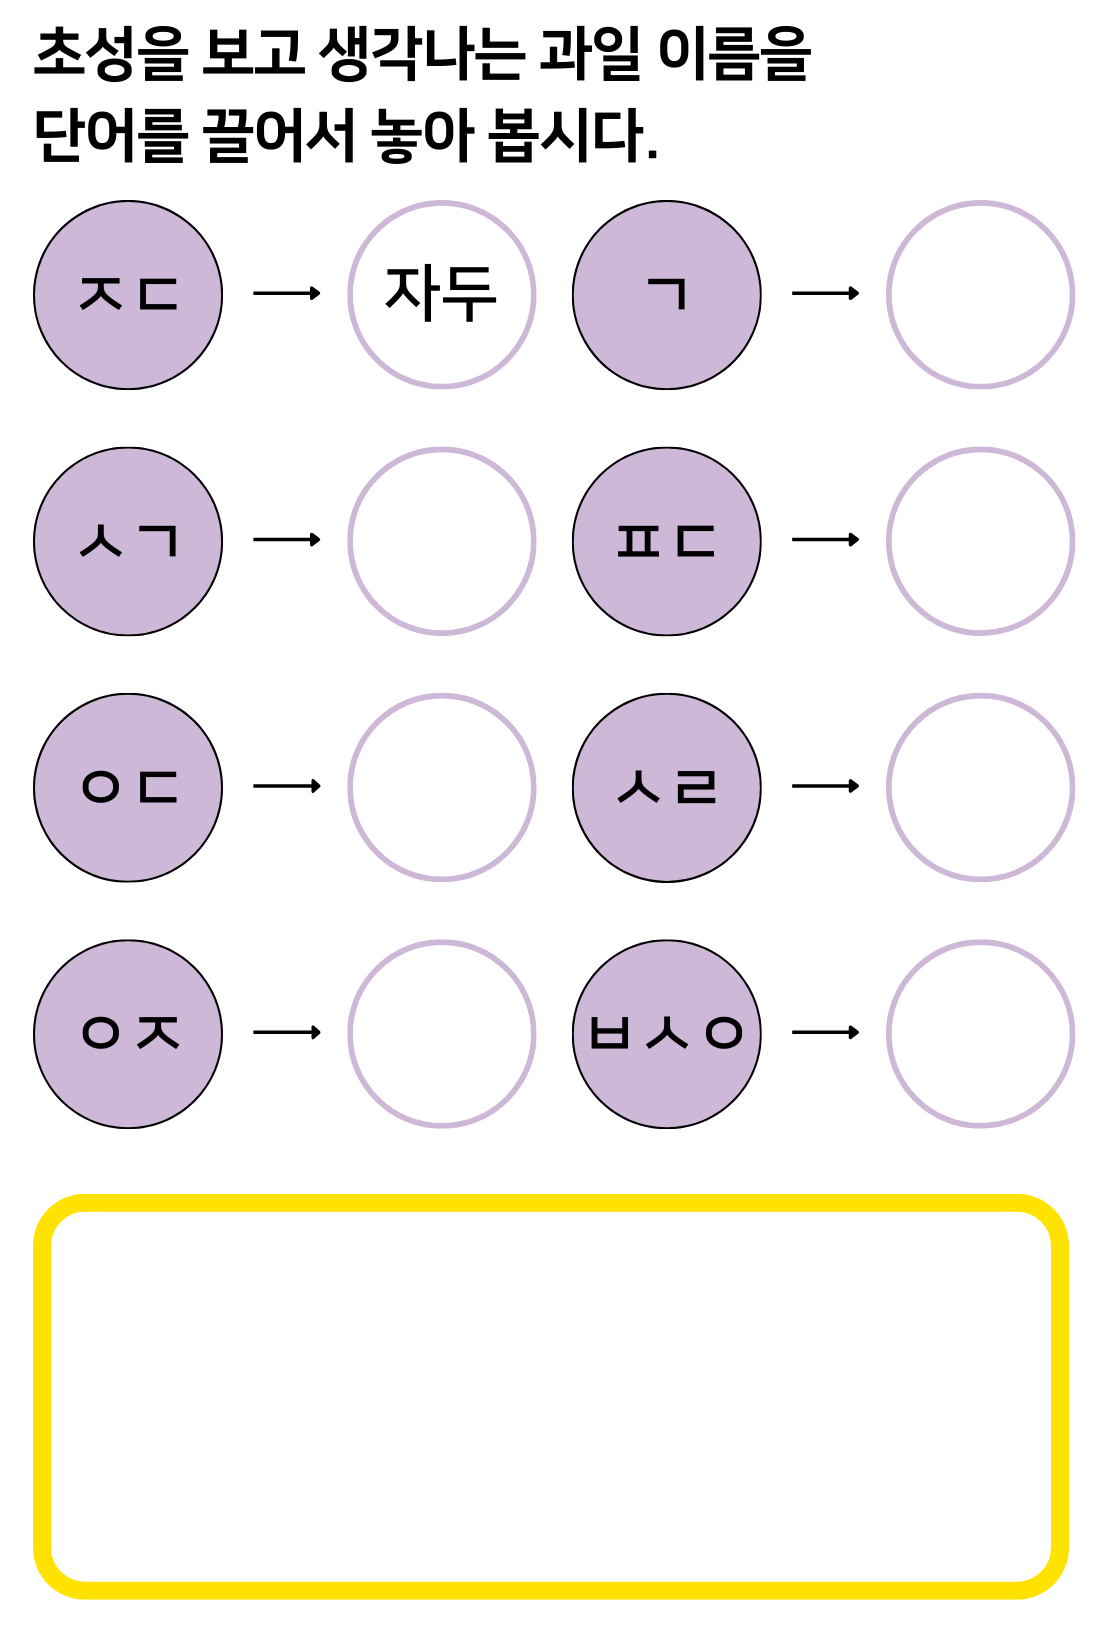 초성을 보고 생각나는 과일 이름을
단어를 끌어서 놓아 봅시다.
ㅈㄷ 자두 ㄱ
ㅅㄱ ㅍㄷ
ㅇㄷ ㅅㄹ
ㅇㅈ ㅂㅅㅇ